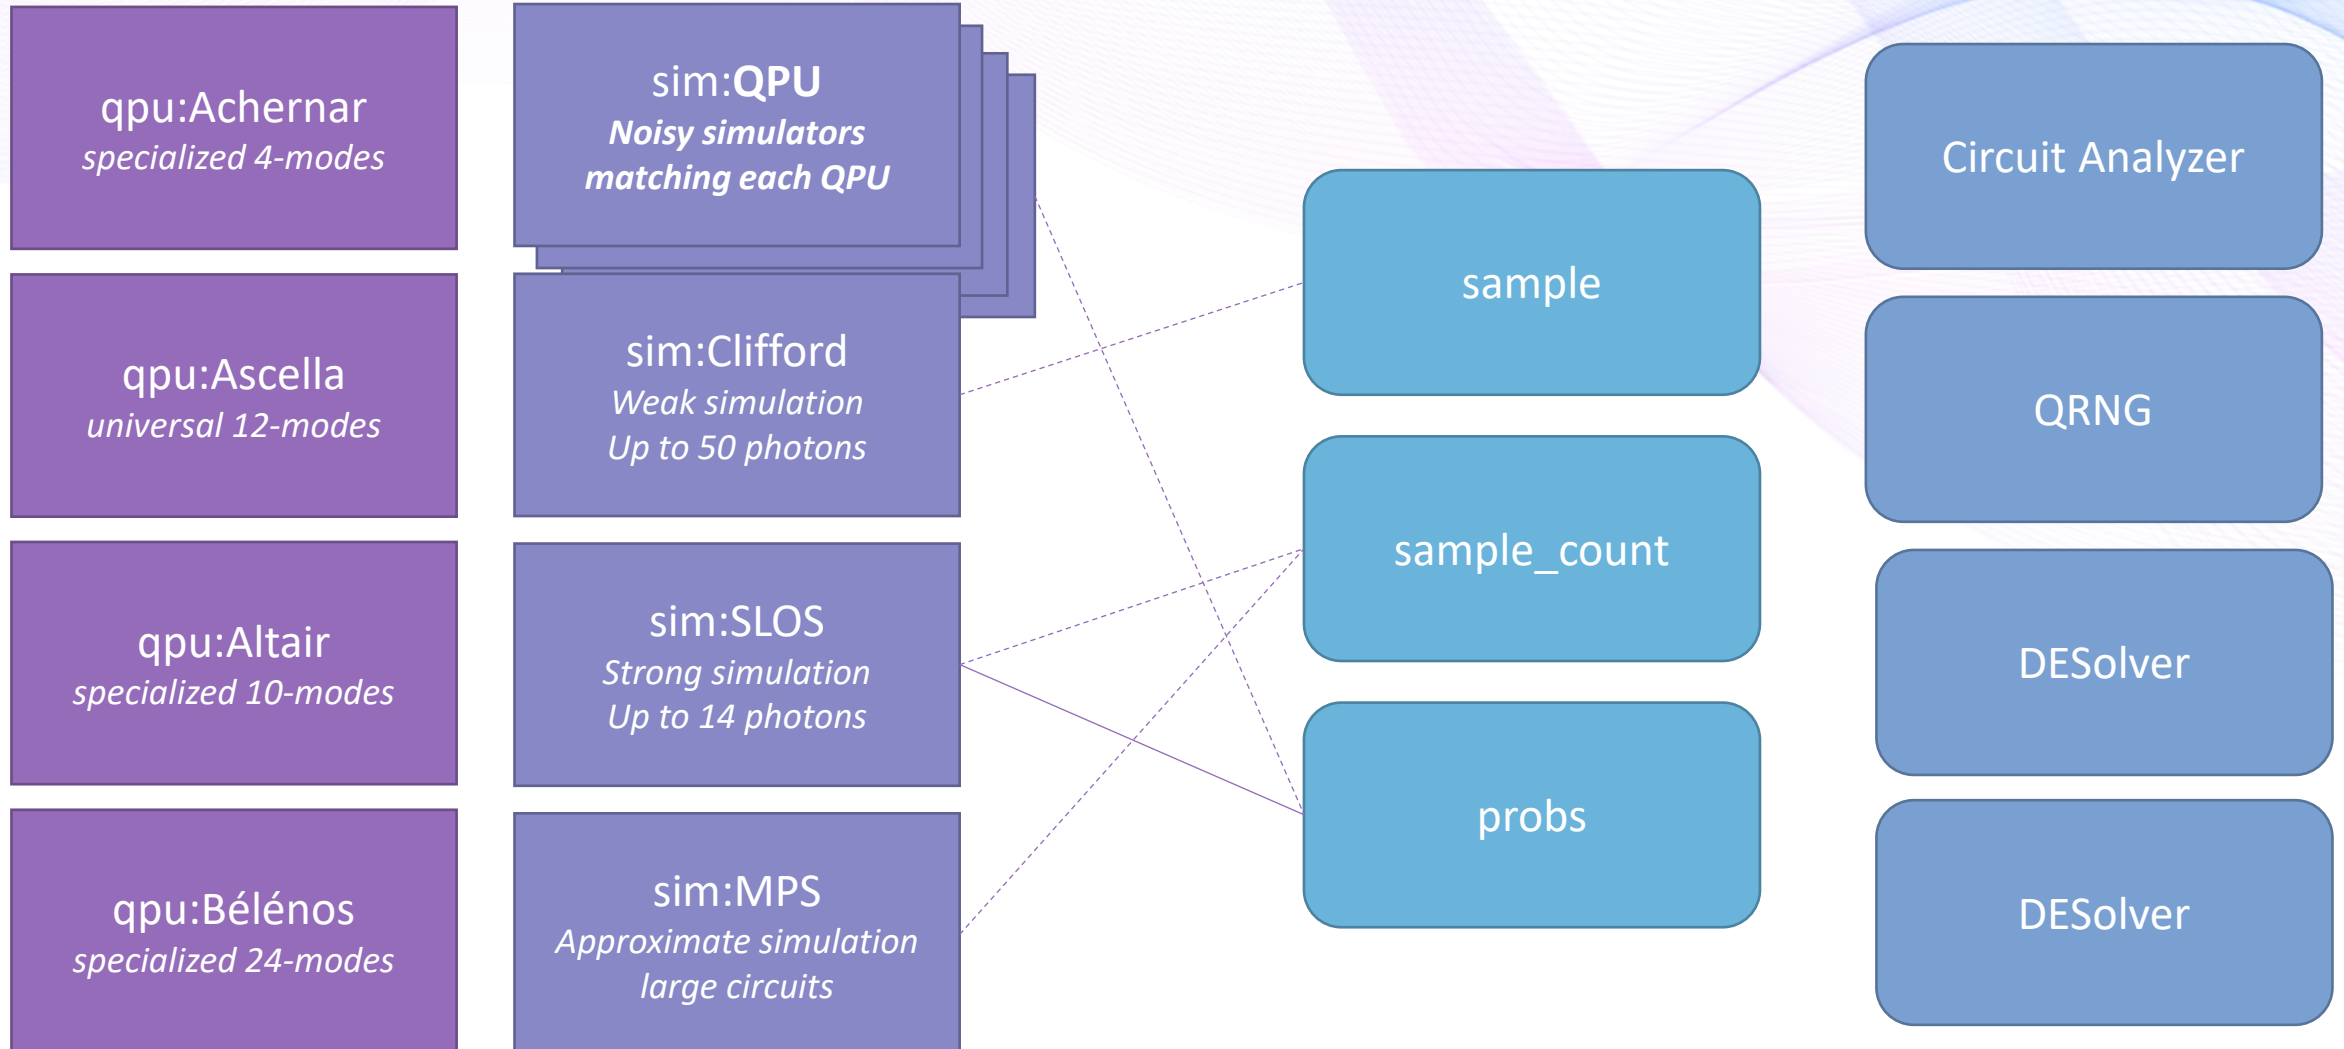 qpu:Achernar
specialized 4-modes
qpu:Ascella
universal 12-modes
qpu:Altair
specialized 10-modes
qpu:Bélénos
specialized 24-modes
sim:QPU
Noisy simulators
matching each QPU
sim:Clifford
Weak simulation
Up to 50 photons
sim:SLOS
Strong simulation
Up to 14 photons
sim:MPS
Approximate simulation
large circuits
sample
sample_count
probs
Circuit Analyzer
QRNG
DESolver
DESolver